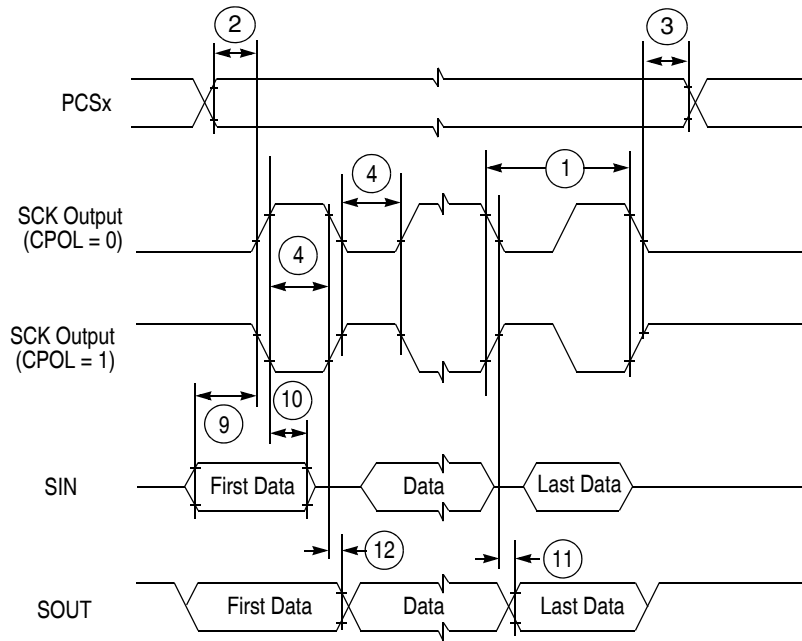 2
3
PCSx
4
1
SCK Output
(CPOL = 0)
4
SCK Output
(CPOL = 1)
9
10
SIN
First Data
Data
Last Data
12
11
SOUT
First Data
Data
Last Data